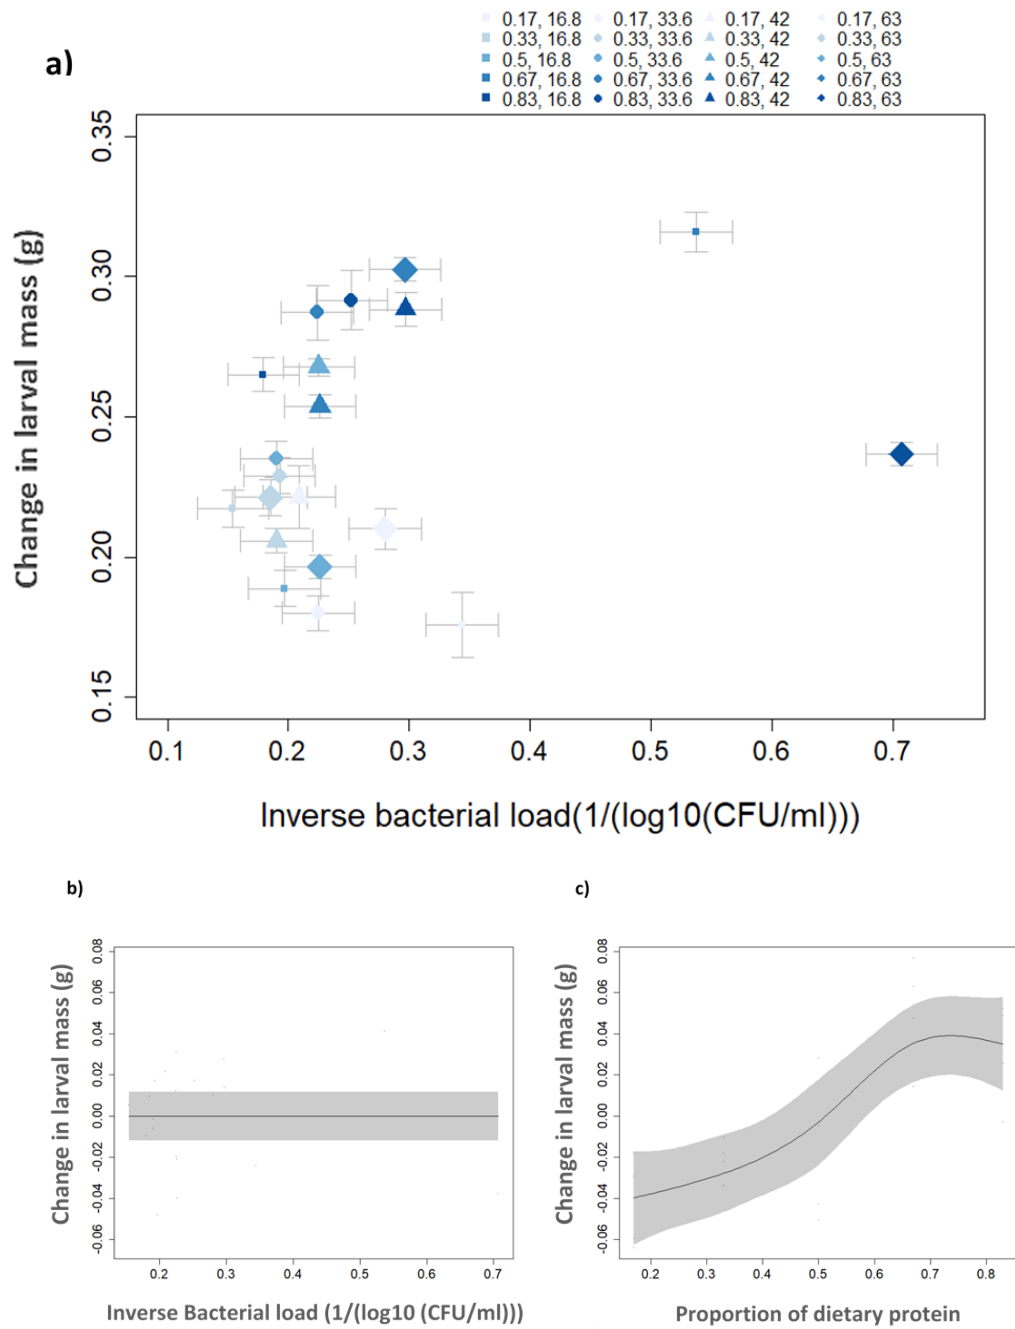 0.17, 16.8 0.17, 33.6 0.17, 42 0.17, 63
0.33, 16.8 0.33, 33.6 0.33, 42 0.33, 63
0.5, 16.8 0.5, 33.6 0.5, 42 0.5, 63
0.67, 16.8 0.67, 33.6 0.67, 42 0.67, 63
0.83, 16.8 0.83, 33.6 0.83, 42 0.83, 63
a)
Change in larval mass (g)
0.35
0.30
0.25
0.20
0.15
0.1 0.2 0.3 0.4 0.5 0.6 0.7
Inverse bacterial load(1/(log10(CFU/ml)))
b)
Change in larval mass (g)
0.08
0.06
0.04
0.02
0.00
-0.02
-0.04
-0.06
0.2 0.3 0.4 0.5 0.6 0.7
Inverse Bacterial load (1/(log10 (CFU/ml)))
c)
Change in larval mass (g)
0.08
0.06
0.04
0.02
0.00
-0.02
-0.04
-0.06
0.2 0.3 0.4 0.5 0.6 0.7 0.8
Proportion of dietary protein